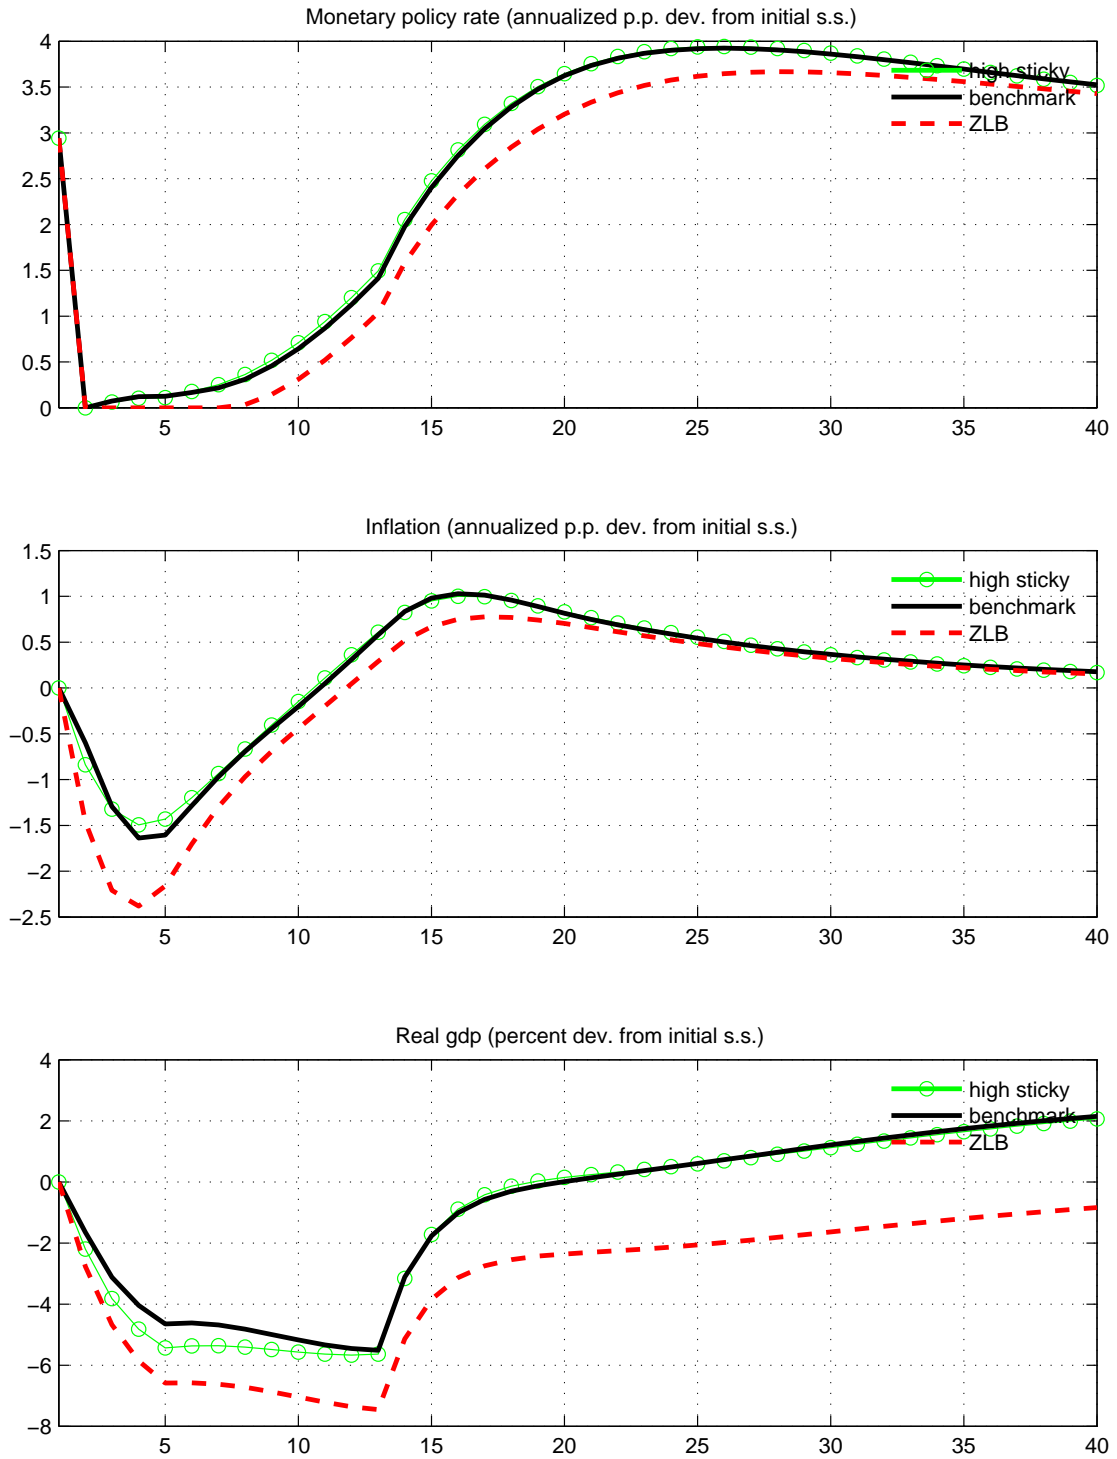 Monetary policy rate (annualized p.p. dev. from initial s.s.)
4
3.5
3
2.5
2
1.5
1
0.5
0
high sticky
benchmark
ZLB
5 10 15 20 25 30 35 40
Inflation (annualized p.p. dev. from initial s.s.)
1.5
1
0.5
0
−0.5
−1
−1.5
−2
−2.5
high sticky
benchmark
ZLB
5 10 15 20 25 30 35 40
Real gdp (percent dev. from initial s.s.)
4
2
0
−2
−4
−6
−8
high sticky
benchmark
ZLB
5 10 15 20 25 30 35 40